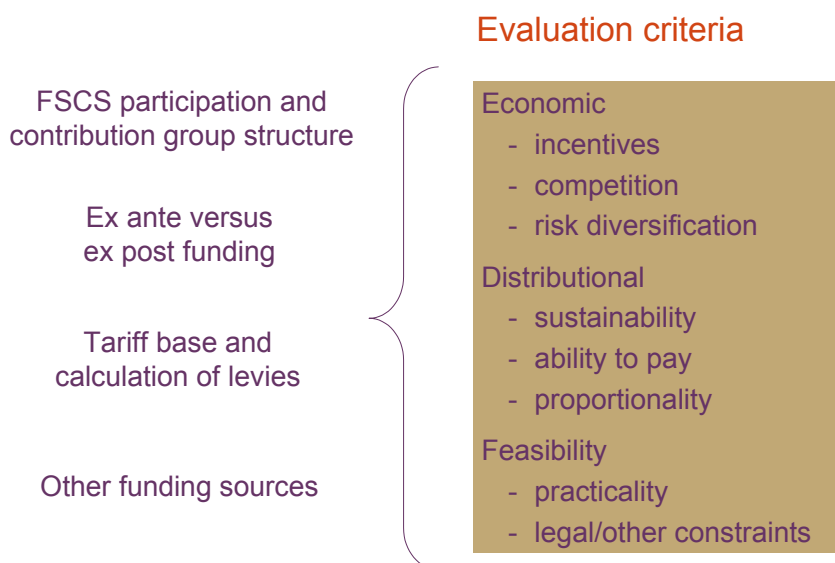 Evaluation criteria
FSCS participation and
contribution group structure
Ex ante versus
ex post funding
Tariff base and
calculation of levies
Other funding sources
Economic
- incentives
- competition
- risk diversification
Distributional
- sustainability
- ability to pay
- proportionality
Feasibility
- practicality
- legal/other constraints